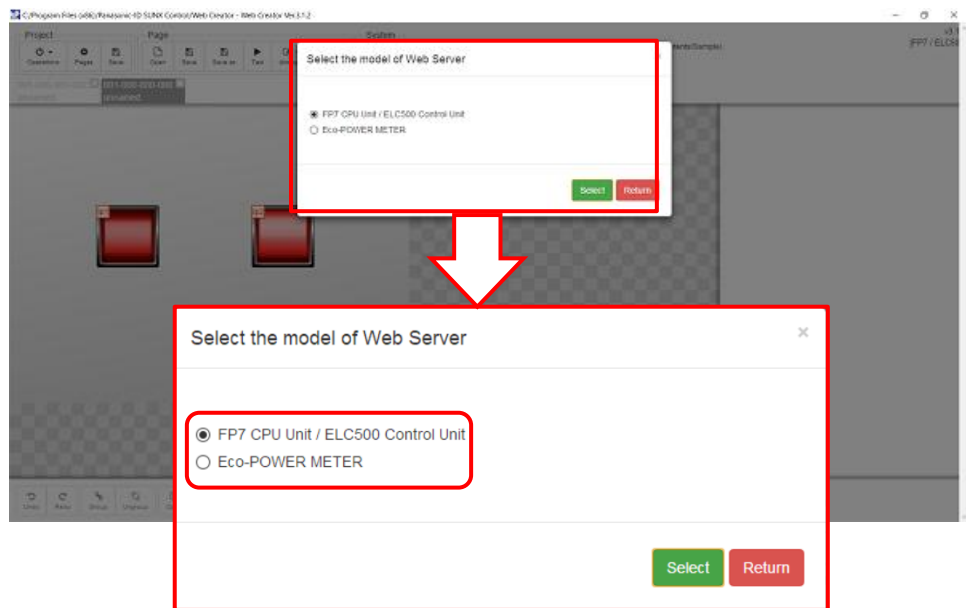 C:/Program Files (x86)/Panasonic-ID SUNX Control/Web Creator - Web Creator Ver.3.1.2
Project
Page
System
Operations
Pages
Save
Open
Save
Save as
Test
Select the model of Web Server
FP7 CPU Unit / ELC500 Control Unit
Eco-POWER METER
Select
Return
unnamed
Select the model of Web Server
×
FP7 CPU Unit / ELC500 Control Unit
Eco-POWER METER
Select
Return
Undo
Redo
Group
Ungroup